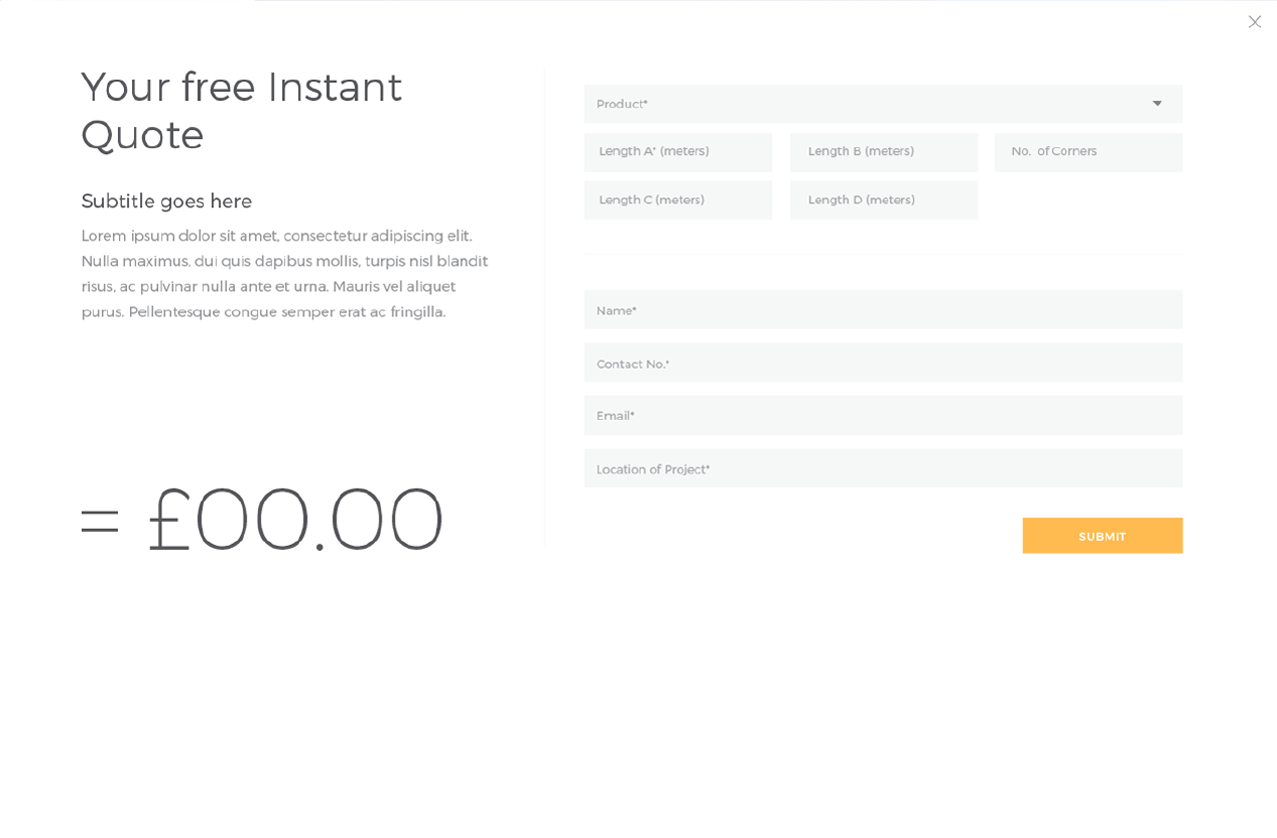 Your free Instant
Quote
Subtitle goes here
Lorem ipsum dolor sit amet, consectetur adipiscing elit.
Nulla maximus, dui quis dapibus mollis, turpis nisl blandit
risus, ac pulvinar nulla ante et urna. Mauris vel aliquet
purus. Pellentesque congue semper erat ac fringilla.
= £00.00
Product*
Length A* (meters)
Length B (meters)
No. of Corners
Length C (meters)
Length D (meters)
Name*
Contact No.*
Email*
Location of Project*
SUBMIT